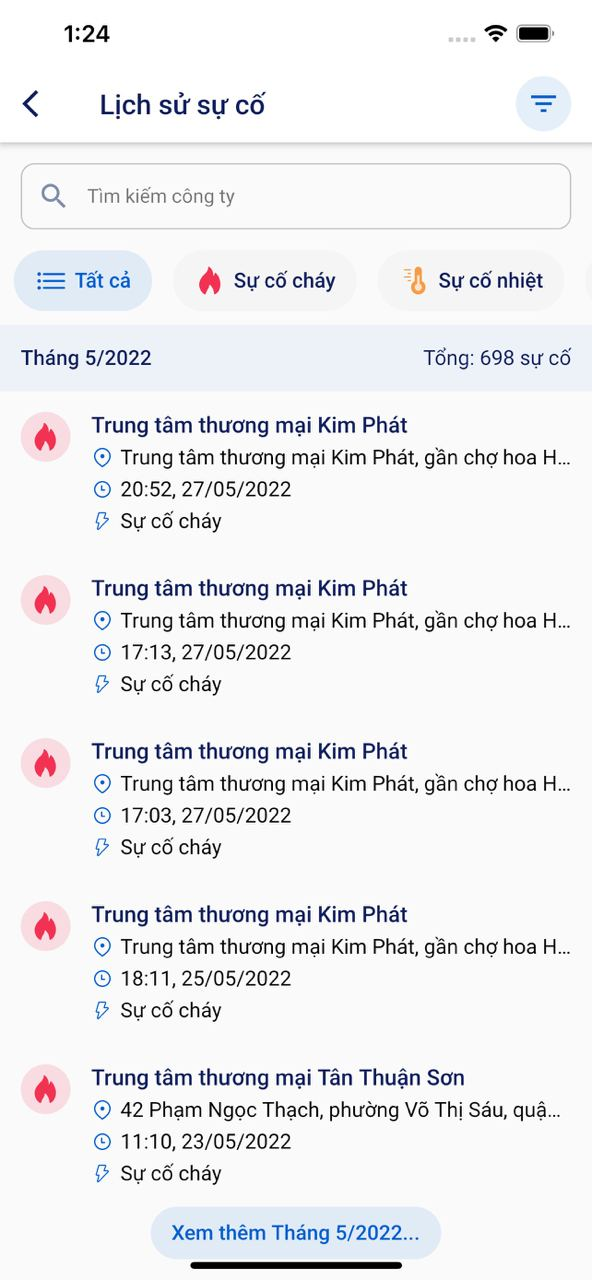 1:24
Lịch sử sự cố
Tìm kiếm công ty
Tất cả
Sự cố cháy
Sự cố nhiệt
Tháng 5/2022
Tổng: 698 sự cố
Trung tâm thương mại Kim Phát
Trung tâm thương mại Kim Phát, gần chợ hoa H...
20:52, 27/05/2022
Sự cố cháy
Trung tâm thương mại Kim Phát
Trung tâm thương mại Kim Phát, gần chợ hoa H...
17:13, 27/05/2022
Sự cố cháy
Trung tâm thương mại Kim Phát
Trung tâm thương mại Kim Phát, gần chợ hoa H...
17:03, 27/05/2022
Sự cố cháy
Trung tâm thương mại Kim Phát
Trung tâm thương mại Kim Phát, gần chợ hoa H...
18:11, 25/05/2022
Sự cố cháy
Trung tâm thương mại Tân Thuận Sơn
42 Phạm Ngọc Thạch, phường Võ Thị Sáu, quậ...
11:10, 23/05/2022
Sự cố cháy
Xem thêm Tháng 5/2022...